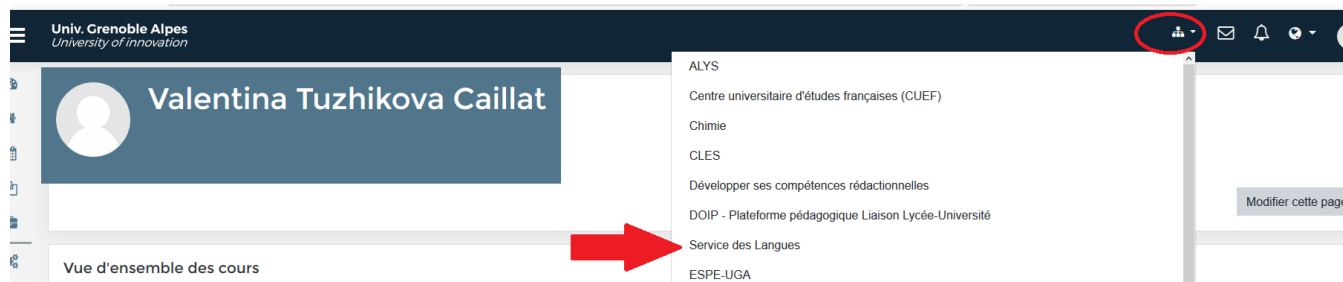 Univ. Grenoble Alpes
University of innovation
Valentina Tuzhikova Caillat
ALYS
Centre universitaire d'études françaises (CUEF)
Chimie
CLES
Développer ses compétences rédactionnelles
DOIP - Plateforme pédagogique Liaison Lycée-Université
Modifier cette page
Service des Langues
Vue d'ensemble des cours
ESPE-UGA